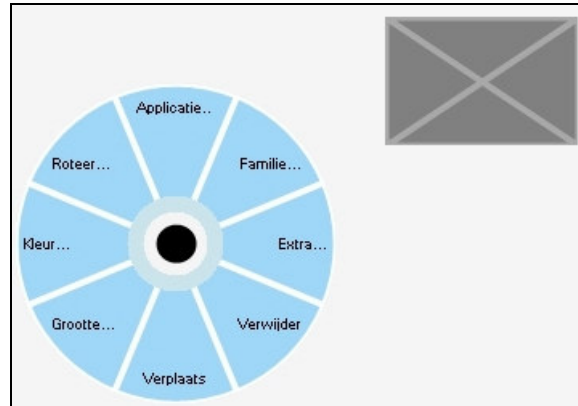 Applicatie..
Roteer...
Familie...
Kleur...
Extra...
Grootte...
Verwijder
Verplaats